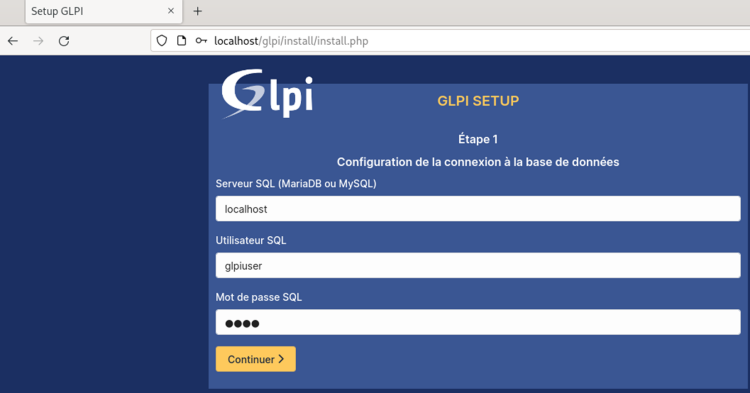 Setup GLPI
localhost/glpi/install/install.php
Glpi
GLPI SETUP
Étape 1
Configuration de la connexion à la base de données
Serveur SQL (MariaDB ou MySQL)
localhost
Utilisateur SQL
glpiuser
Mot de passe SQL
●●●●
Continuer